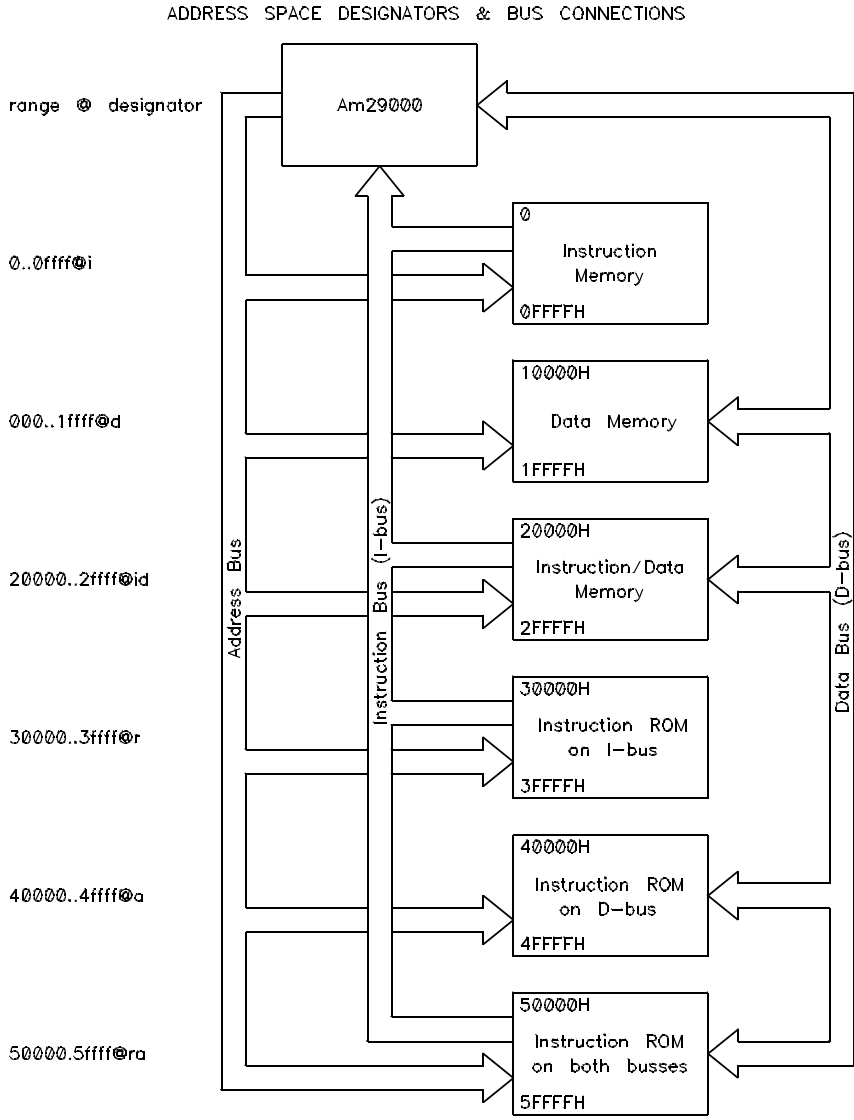 ADDRESS SPACE DESIGNATORS & BUS CONNECTIONS
range @ designator
Am29000
0
Instruction
Memory
0FFFFH
0..0ffff@i
10000H
Data Memory
1FFFFH
000..1ffff@d
20000H
Instruction/Data
Memory
2FFFFH
20000..2ffff@id
Address Bus
Instruction Bus (I-bus)
Data Bus (D-bus)
30000H
Instruction ROM
on I-bus
3FFFFH
30000..3ffff@r
40000H
Instruction ROM
on D-bus
4FFFFH
40000..4ffff@a
50000H
Instruction ROM
on both busses
5FFFFH
50000.5ffff@ra